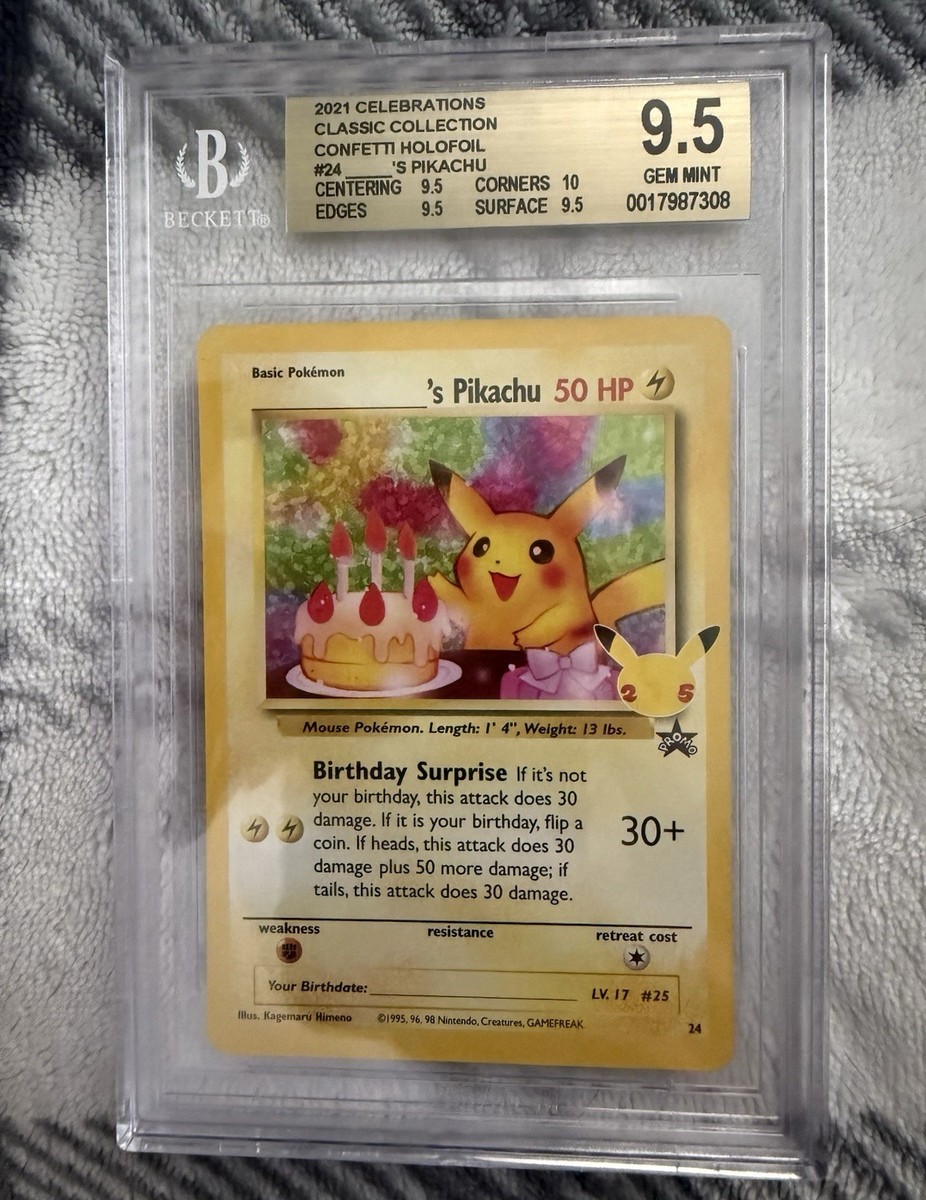 2021 CELEBRATIONS
CLASSIC COLLECTION
CONFETTI HOLOFOIL
#24 _____'S PIKACHU
CENTERING 9.5 CORNERS 10
EDGES 9.5 SURFACE 9.5
9.5
GEM MINT
0017987308
B
BECKETT®
Basic Pokémon
__________'s Pikachu 50 HP
2 5
PROMO
Mouse Pokémon. Length: 1' 4", Weight: 13 lbs.
Birthday Surprise If it's not
your birthday, this attack does 30
damage. If it is your birthday, flip a
coin. If heads, this attack does 30
damage plus 50 more damage; if
tails, this attack does 30 damage.
30+
weakness resistance retreat cost
Your Birthdate:____________________ LV. 17 #25
Illus. Kagemaru Himeno ©1995, 96, 98 Nintendo, Creatures, GAMEFREAK
24